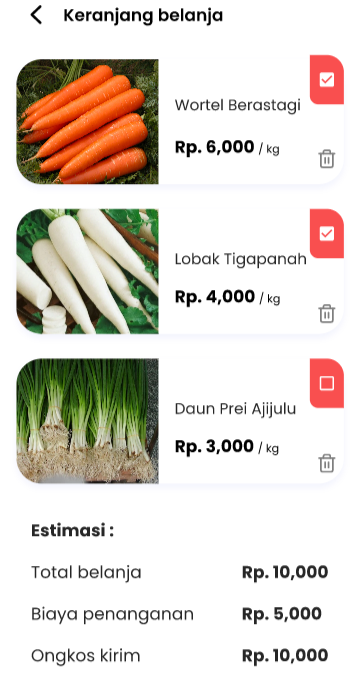 Keranjang belanja
Wortel Berastagi
Rp. 6,000 / kg
Lobak Tigapanah
Rp. 4,000 / kg
Daun Prei Ajijulu
Rp. 3,000 / kg
Estimasi :
Total belanja Rp. 10,000
Biaya penanganan Rp. 5,000
Ongkos kirim Rp. 10,000